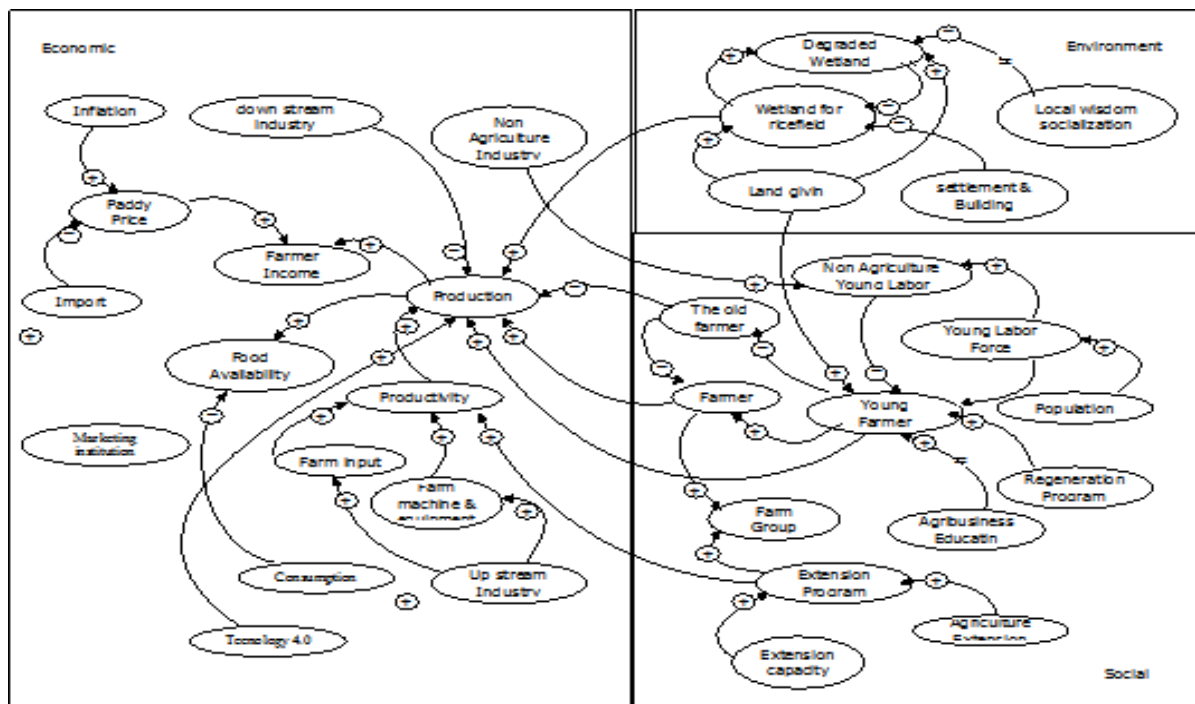 Economic
Environment
Degraded
Wetland
Inflation
down stream
Industry
Non
Agriculture
Industry
Wetland for
ricefield
Local wisdom
socialization
Land givin
settlement &
Building
Paddy
Price
Farmer
Income
Import
Production
Non Agriculture
Young Labor
The old
farmer
Young Labor
Force
Food
Availability
Productivity
Farmer
Young
Farmer
Population
Marketing
institution
Farm Input
Farm
machine &
equipment
Regeneration
Program
Farm
Group
Agribusiness
Educatin
Consumption
Up stream
Industry
Extension
Program
Tecnology 4.0
Agriculture
Extension
Extension
capacity
Social